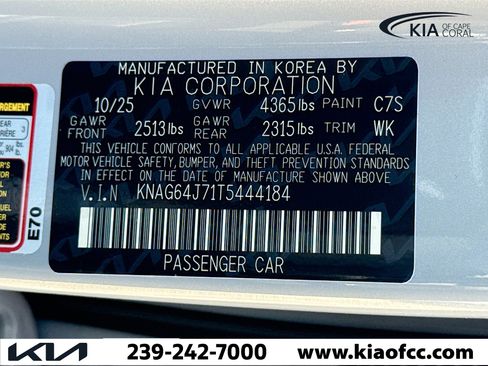 KIA OF CAPE CORAL
MANUFACTURED IN KOREA BY
KIA CORPORATION
10/25 GVWR 4365 lbs PAINT C7S
GAWR FRONT 2513 lbs GAWR REAR 2315 lbs TRIM WK
THIS VEHICLE CONFORMS TO ALL APPLICABLE U.S.A FEDERAL
MOTOR VEHICLE SAFETY, BUMPER, AND THEFT PREVENTION STANDARDS
IN EFFECT ON THE DATE OF MANUFACTURE SHOWN ABOVE.
V.I.N KNAG64J71T5444184
PASSENGER CAR
E70
KIA
239-242-7000
www.kiaofcc.com